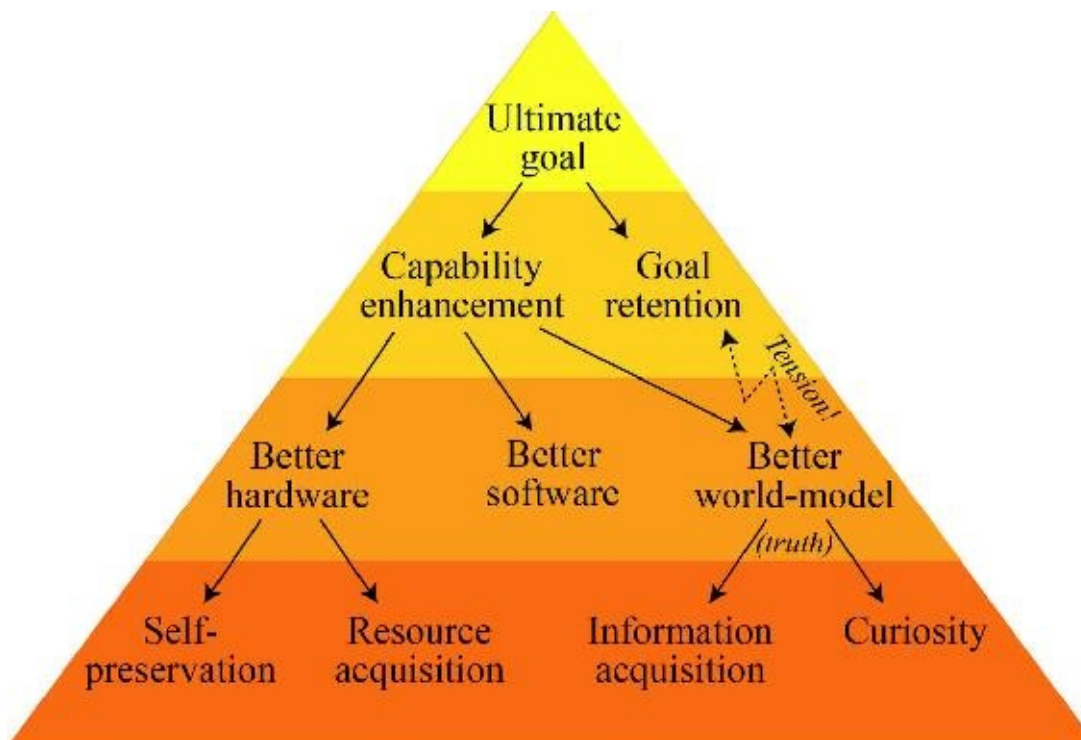 Ultimate
goal
Capability
enhancement
Goal
retention
Tension!
Better
hardware
Better
software
Better
world-model
(truth)
Self-
preservation
Resource
acquisition
Information
acquisition
Curiosity